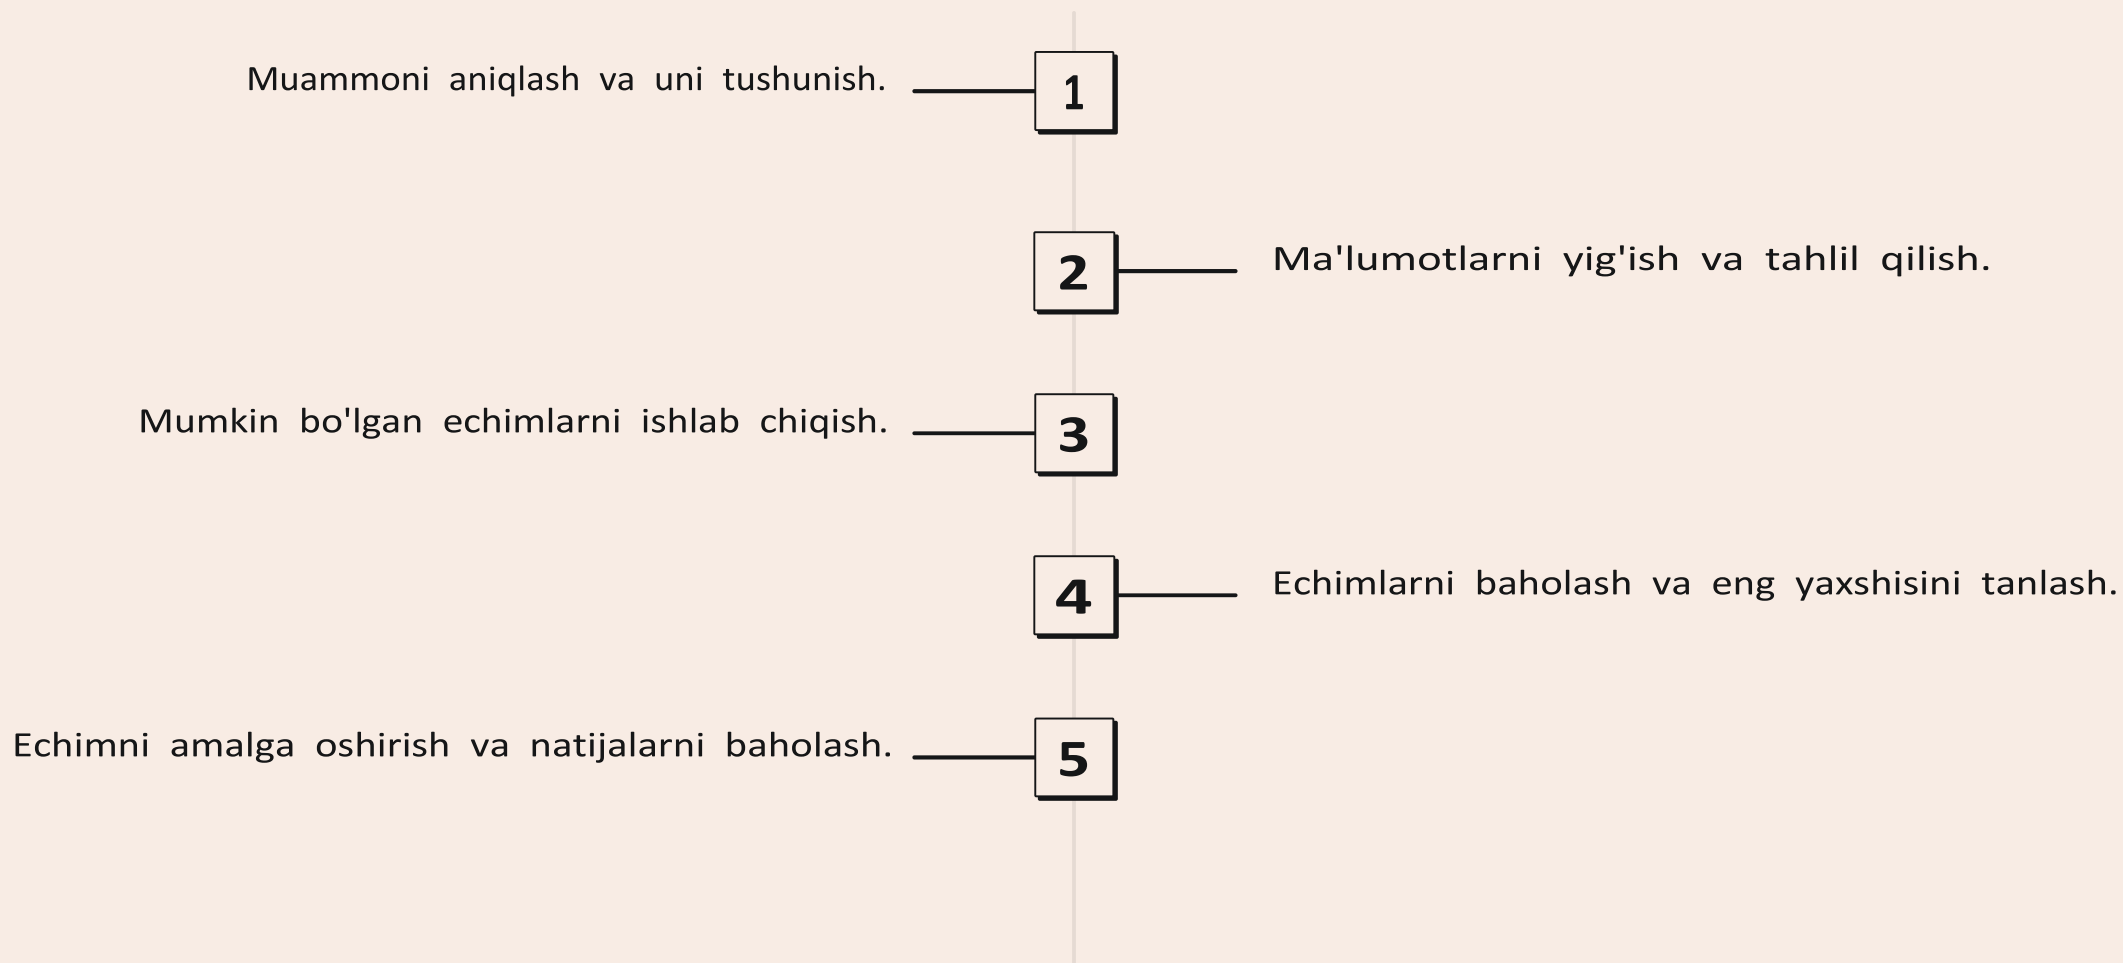 Muammoni aniqlash va uni tushunish.
1
2
Ma'lumotlarni yig'ish va tahlil qilish.
Mumkin bo'lgan echimlarni ishlab chiqish.
3
4
Echimlarni baholash va eng yaxshisini tanlash.
Echimni amalga oshirish va natijalarni baholash.
5